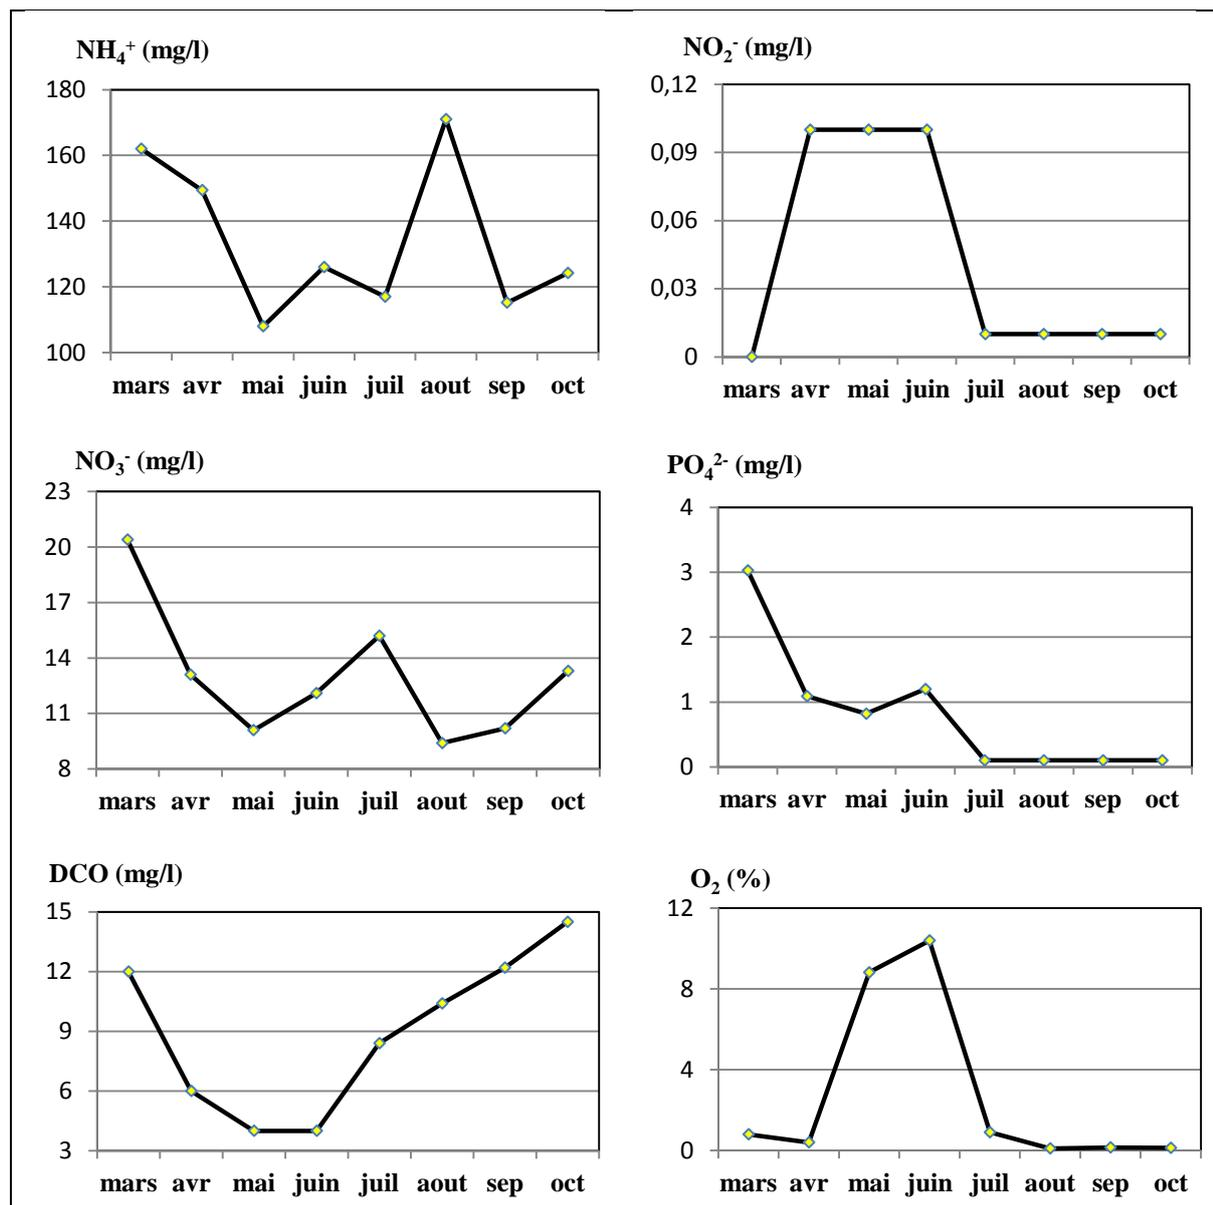 NH₄⁺ (mg/l)
180
160
140
120
100
mars avr mai juin juil aout sep oct
NO₂⁻ (mg/l)
0,12
0,09
0,06
0,03
0
mars avr mai juin juil aout sep oct
NO₃⁻ (mg/l)
23
20
17
14
11
8
mars avr mai juin juil aout sep oct
PO₄²⁻ (mg/l)
4
3
2
1
0
mars avr mai juin juil aout sep oct
DCO (mg/l)
15
12
9
6
3
mars avr mai juin juil aout sep oct
O₂ (%)
12
8
4
0
mars avr mai juin juil aout sep oct